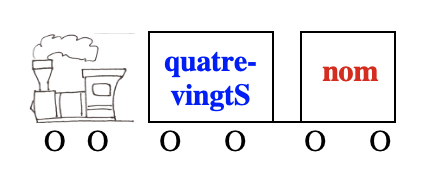 quatre-
vingtS
nom
O O O O O O